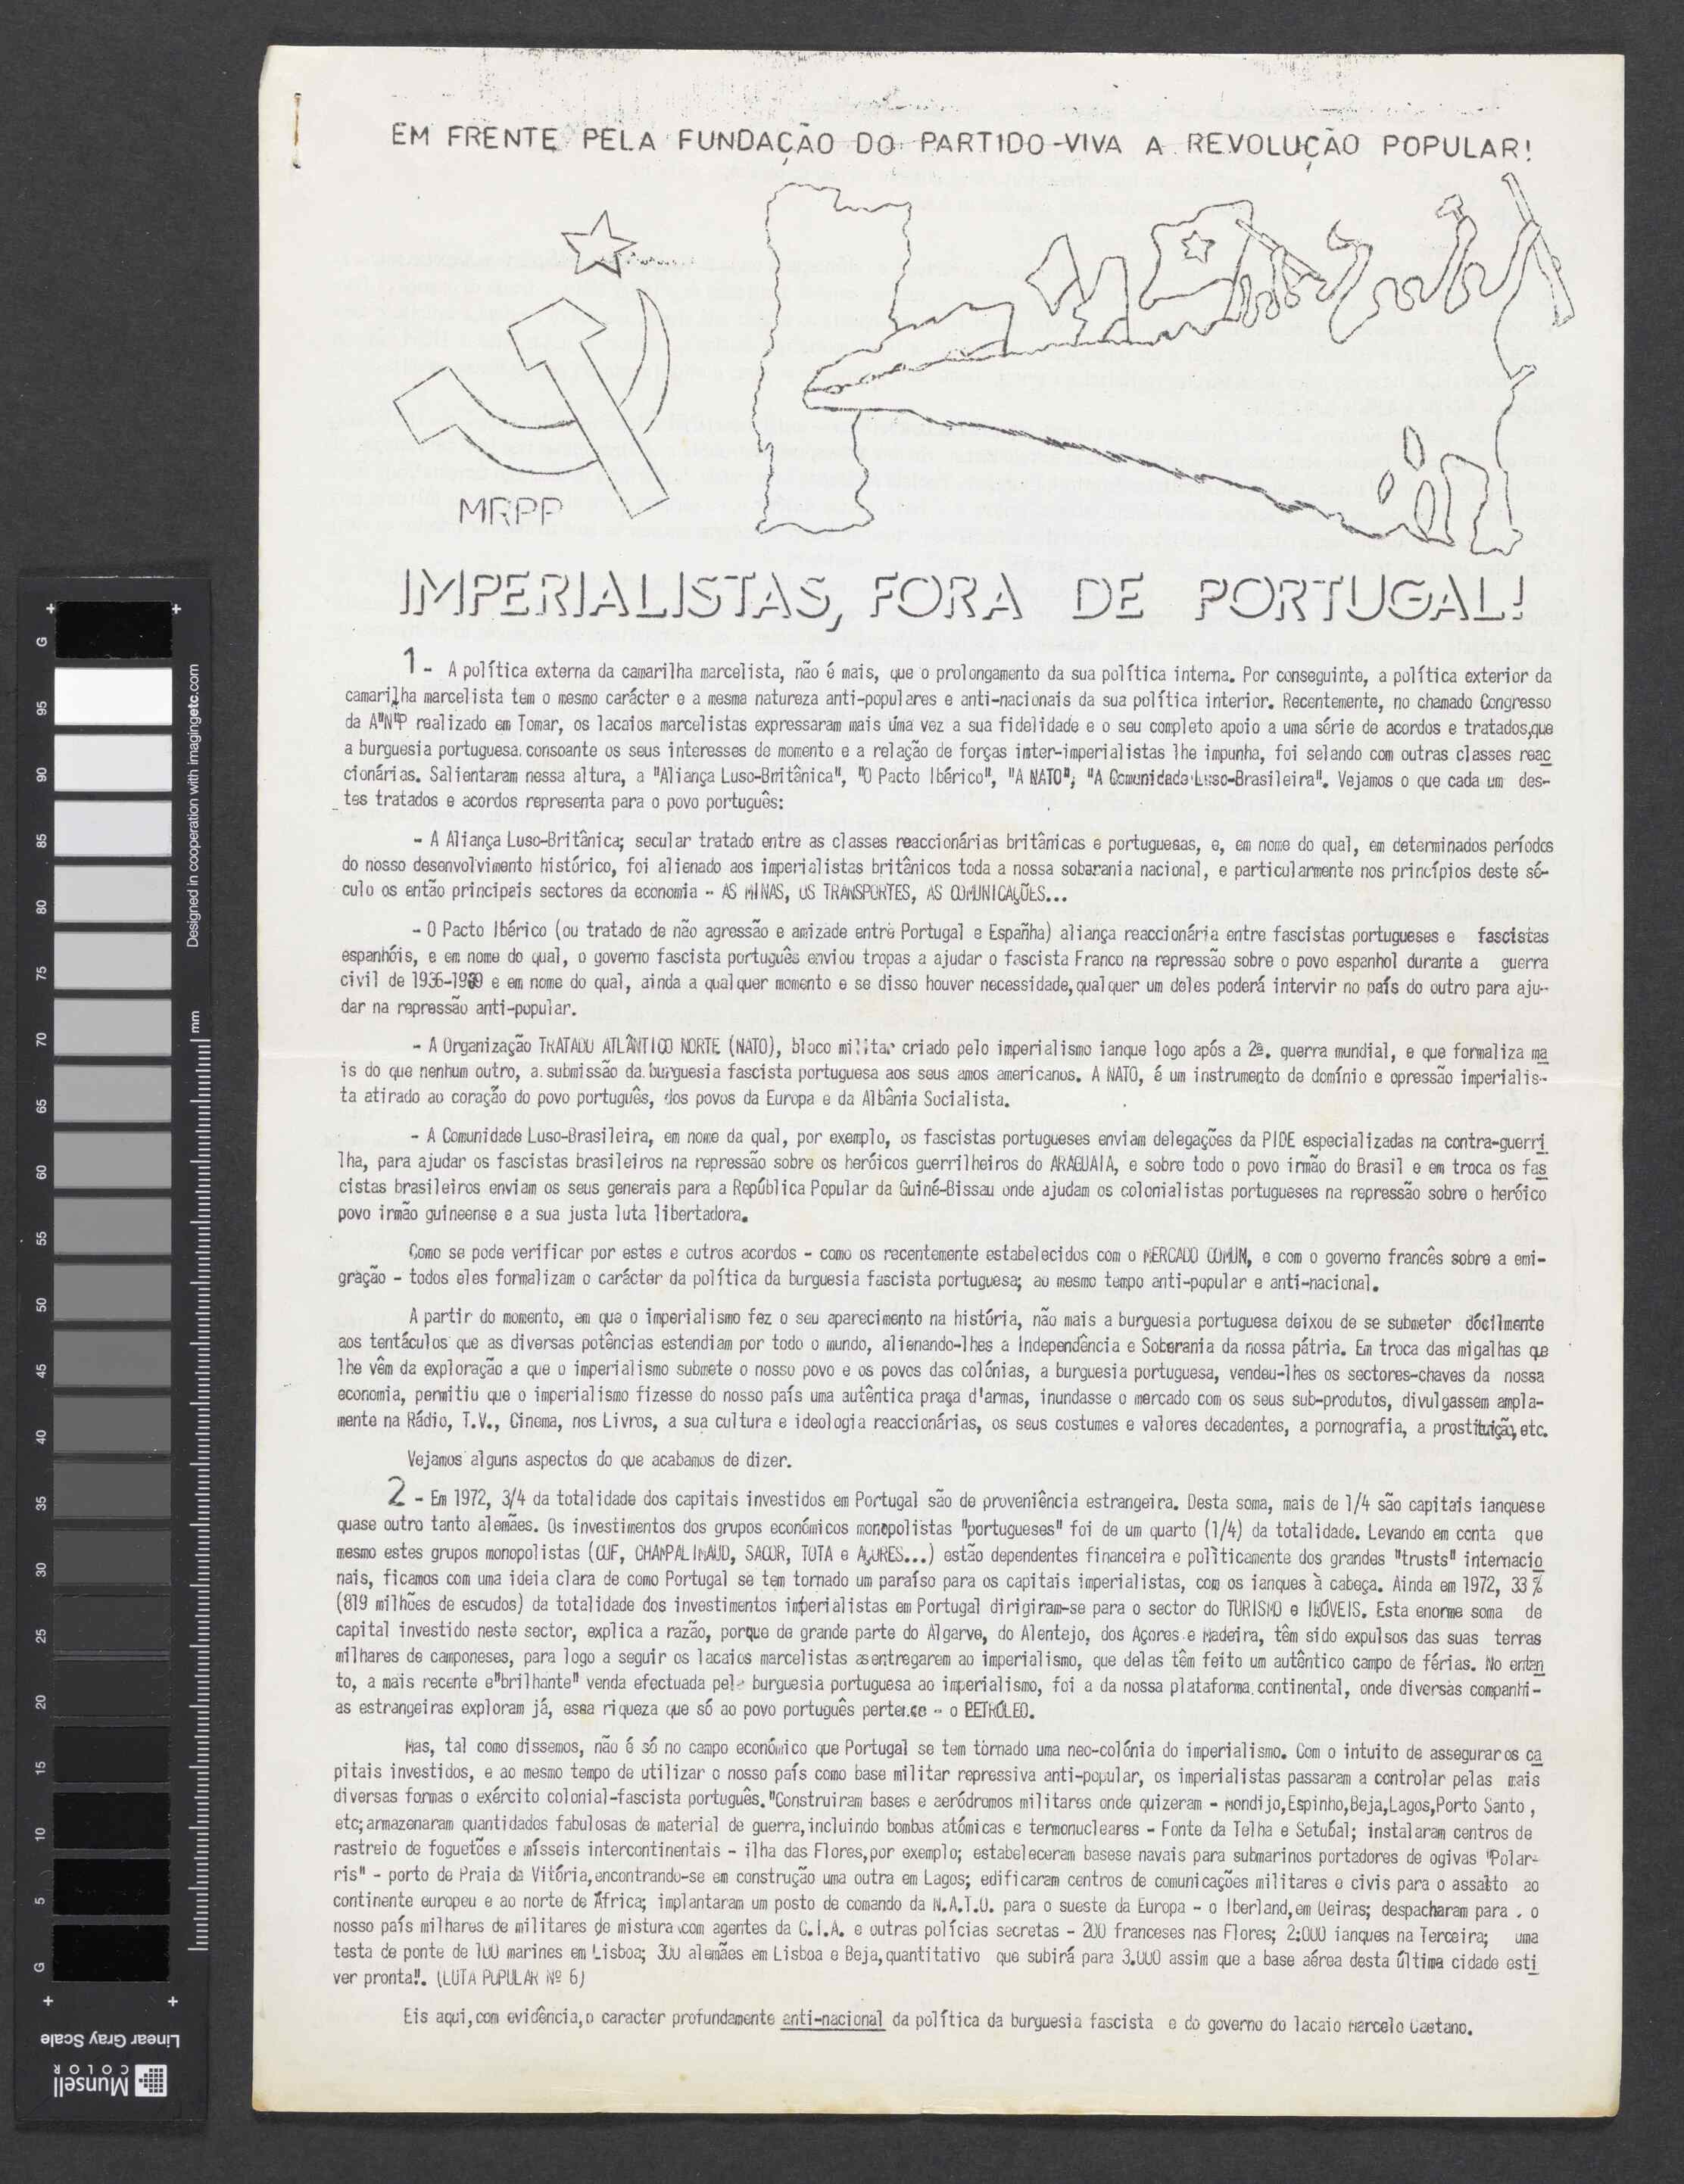 EM FRENTE PELA FUNDAÇÃO DO PARTIDO-VIVA A REVOLUÇÃO POPULAR!
MRPP
IMPERIALISTAS, FORA DE PORTUGAL!
1 - A política externa da camarilha marcelista, não é mais, que o prolongamento da sua política interna. Por conseguinte, a política exterior da
camarilha marcelista tem o mesmo carácter e a mesma natureza anti-populares e anti-nacionais da sua política interior. Recentemente, no chamado Congresso
da A"N"P realizado em Tomar, os lacaios marcelistas expressaram mais úma vez a sua fidelidade e o seu completo apoio a uma série de acordos e tratados,que
a burguesia portuguesa.consoante os seus interesses de momento e a relação de forças imter-imperialistas lhe impunha, foi selando com outras classes reac
cionárias. Salientaram nessa altura, a "Aliança Luso-Britânica", "O Pacto Ibérico", "A NATO", "A Comunidade Luso-Brasileira". Vejamos o que cada um des-
tes tratados e acordos representa para o povo português:
- A Aliança Luso-Britânica; secular tratado entre as classes reaccionárias britânicas e portuguesas, e, em nome do qual, em determinados períodos
do nosso desenvolvimento histórico, foi alienado aos imperialistas britânicos toda a nossa sobarania nacional, e particularmente nos princípios deste sé-
culo os então principais sectores da economia - AS MINAS, OS TRANSPORTES, AS COMUNICAÇÕES...
- O Pacto Ibérico (ou tratado de não agressão e amizade entre Portugal e Españha) aliança reaccionária entre fascistas portugueses e fascistas
espanhóis, e em nome do qual, o governo fascista português enviou tropas a ajudar o fascista Franco na repressão sobre o povo espanhol durante a guerra
civil de 1936-1939 e em nome do qual, ainda a qualquer momento e se disso houver necessidade,qualquer um deles poderá intervir no país do outro para aju-
dar na repressão anti-popular.
- A Organização TRATADO ATLÂNTICO NORTE (NATO), bloco militar criado pelo imperialismo ianque logo após a 2ª. guerra mundial, e que formaliza ma
is do que nenhum outro, a submissão da burguesia fascista portuguesa aos seus amos americanos. A NATO, é um instrumento de domínio e opressão imperialis-
ta atirado ao coração do povo português, dos povos da Europa e da Albânia Socialista.
- A Comunidade Luso-Brasileira, em nome da qual, por exemplo, os fascistas portugueses enviam delegações da PIDE especializadas na contra-guerri
lha, para ajudar os fascistas brasileiros na repressão sobre os heróicos guerrilheiros do ARAGUAIA, e sobre todo o povo irmão do Brasil e em troca os fas
cistas brasileiros enviam os seus generais para a República Popular da Guiné-Bissau onde ajudam os colonialistas portugueses na repressão sobre o heróico
povo irmão guineense e a sua justa luta libertadora.
Como se pode verificar por estes e outros acordos - como os recentemente estabelecidos com o MERCADO COMUN, e com o governo francês sobre a emi-
gração - todos eles formalizam o carácter da política da burguesia fascista portuguesa; ao mesmo tempo anti-popular e anti-nacional.
A partir do momento, em que o imperialismo fez o seu aparecimento na história, não mais a burguesia portuguesa deixou de se submeter dócilmente
aos tentáculos que as diversas potências estendiam por todo o mundo, alienando-lhes a Independência e Soberania da nossa pátria. Em troca das migalhas que
lhe vêm da exploração a que o imperialismo submete o nosso povo e os povos das colónias, a burguesia portuguesa, vendeu-lhes os sectores-chaves da nossa
economia, permitiu que o imperialismo fizesse do nosso país uma autêntica praça d'armas, inundasse o mercado com os seus sub-produtos, divulgassem ampla-
mente na Rádio, T.V., Cinema, nos Livros, a sua cultura e ideologia reaccionárias, os seus costumes e valores decadentes, a pornografia, a prostituição,etc.
Vejamos alguns aspectos do que acabamos de dizer.
2 - Em 1972, 3/4 da totalidade dos capitais investidos em Portugal são de proveniência estrangeira. Desta soma, mais de 1/4 são capitais ianquese
quase outro tanto alemães. Os investimentos dos grupos económicos monopolistas "portugueses" foi de um quarto (1/4) da totalidade. Levando em conta que
mesmo estes grupos monopolistas (CUF, CHAMPALIMAUD, SACOR, TOTA e AÇORES...) estão dependentes financeira e politicamente dos grandes "trusts" internacio
nais, ficamos com uma ideia clara de como Portugal se tem tornado um paraíso para os capitais imperialistas, com os ianques à cabeça. Ainda em 1972, 33 %
(819 milhões de escudos) da totalidade dos investimentos imperialistas em Portugal dirigiram-se para o sector do TURISMO e IMÓVEIS. Esta enorme soma de
capital investido neste sector, explica a razão, porque de grande parte do Algarve, do Alentejo, dos Açores e Madeira, têm sido expulsos das suas terras
milhares de camponeses, para logo a seguir os lacaios marcelistas asentregarem ao imperialismo, que delas têm feito um autêntico campo de férias. No entan
to, a mais recente e"brilhante" venda efectuada pela burguesia portuguesa ao imperialismo, foi a da nossa plataforma.continental, onde diversas companhi-
as estrangeiras exploram já, essa riqueza que só ao povo português pertence - o PETRÓLEO.
Mas, tal como dissemos, não é só no campo económico que Portugal se tem tornado uma neo-colónia do imperialismo. Com o intuito de assegurar os ca
pitais investidos, e ao mesmo tempo de utilizar o nosso país como base militar repressiva anti-popular, os imperialistas passaram a controlar pelas mais
diversas formas o exército colonial-fascista português."Construiram bases e aeródromos militares onde quizeram - Mondijo,Espinho,Beja,Lagos,Porto Santo ,
etc;armazenaram quantidades fabulosas de material de guerra,incluindo bombas atómicas e termonucleares - Fonte da Telha e Setubal; instalaram centros de
rastreio de foguetões e mísseis intercontinentais - ilha das Flores,por exemplo; estabeleceram basese navais para submarinos portadores de ogivas "Polar-
ris" - porto de Praia da Vitória,encontrando-se em construção uma outra em Lagos; edificaram centros de comunicações militares e civis para o assalto ao
continente europeu e ao norte de África; implantaram um posto de comando da N.A.T.O. para o sueste da Europa - o Iberland,em Oeiras; despacharam para . o
nosso país milhares de militares de mistura com agentes da C.I.A. e outras polícias secretas - 200 franceses nas Flores; 2:000 ianques na Terceira; uma
testa de ponte de 100 marines em Lisboa; 300 alemães em Lisboa e Beja,quantitativo que subirá para 3.000 assim que a base aérea desta última cidade esti
ver pronta". (LUTA POPULAR Nº 6)
Eis aqui,com evidência,o caracter profundamente anti-nacional da política da burguesia fascista e do governo do lacaio Marcelo Caetano.
G
95
90
85
80
75
70
65
60
55
50
45
40
35
30
25
20
15
10
5
G
mm
Designed in cooperation with imagingetc.com
Linear Gray Scale
Munsell
COLOR